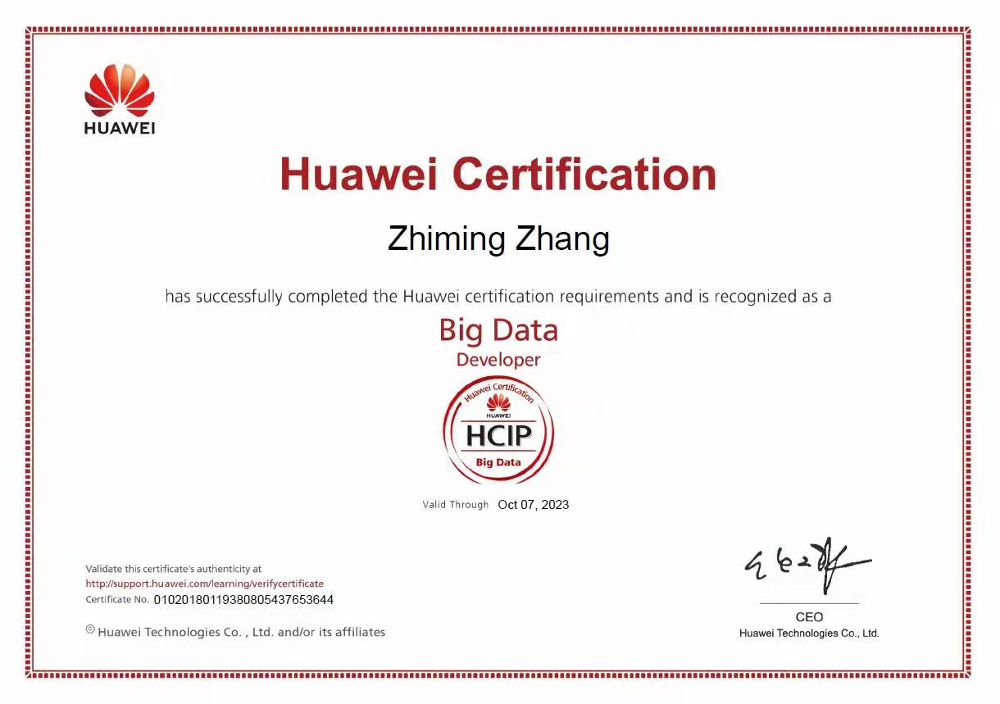 HUAWEI
Huawei Certification
Zhiming Zhang
has successfully completed the Huawei certification requirements and is recognized as a
Big Data
Developer
Huawei Certification
HUAWEI
HCIP
Big Data
Valid Through Oct 07, 2023
Validate this certificate's authenticity at
http://support.huawei.com/learning/verifycertificate
Certificate No. 01020180119380805437653644
© Huawei Technologies Co. , Ltd. and/or its affiliates
CEO
Huawei Technologies Co., Ltd.